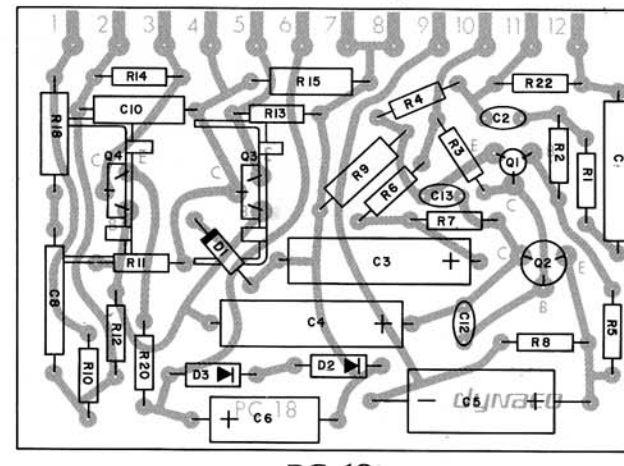 1 2 3 4 5 6 7 8 9 10 11 12
R14
R15
R22
C10
R13
R4
C2
R18
R3
R2
R1
C
E
Q4
C
Q3
R9
R6
E
Q1
C13
C
B
R7
D1
R11
C3 +
C
Q2
E
C8
B
C4 +
C12
R5
R12
R20
R8
R10
D3
D2
PC-18
+ C6
- C5 +
dynaco
PC-18